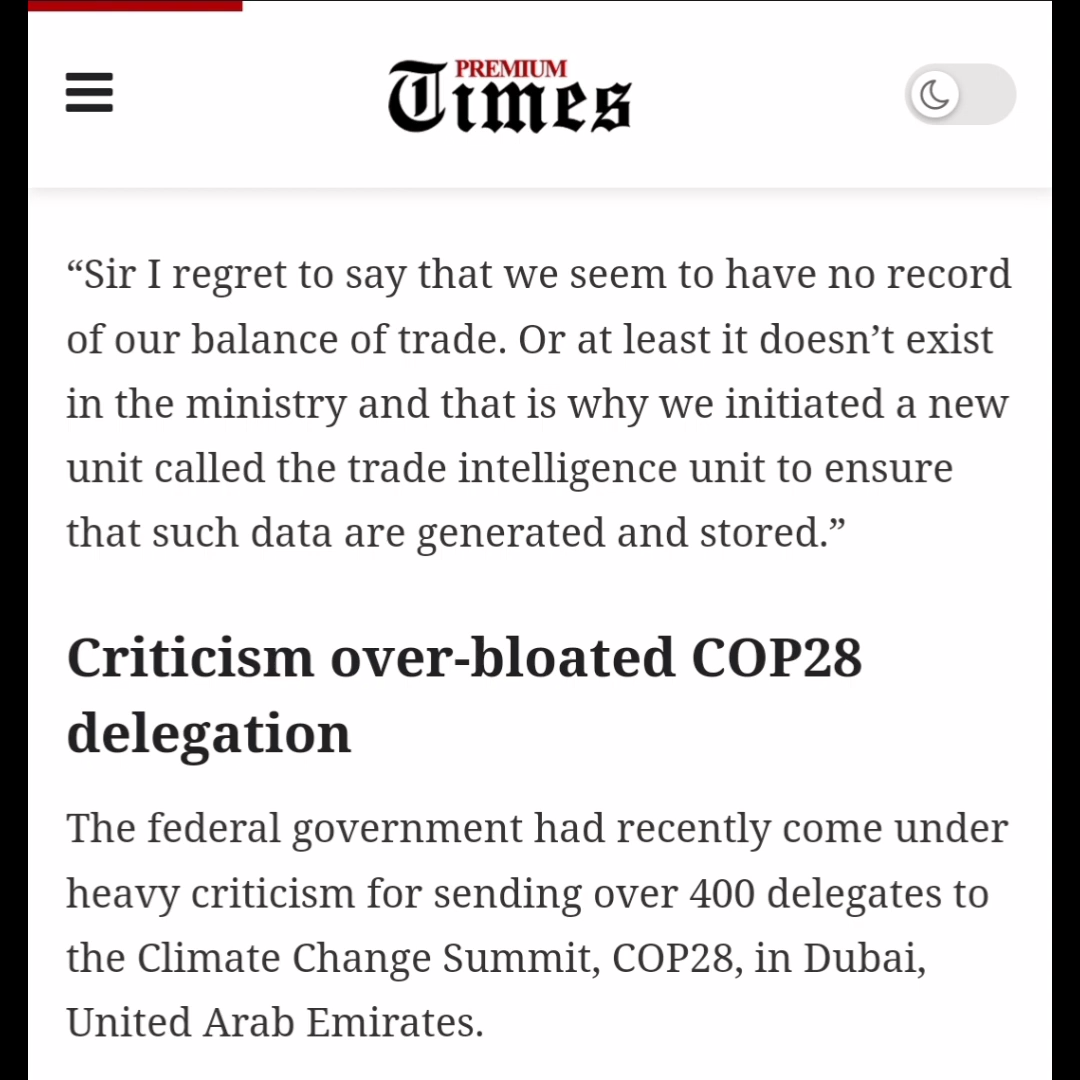 PREMIUM
Times
“Sir I regret to say that we seem to have no record
of our balance of trade. Or at least it doesn’t exist
in the ministry and that is why we initiated a new
unit called the trade intelligence unit to ensure
that such data are generated and stored.”
Criticism over-bloated COP28
delegation
The federal government had recently come under
heavy criticism for sending over 400 delegates to
the Climate Change Summit, COP28, in Dubai,
United Arab Emirates.